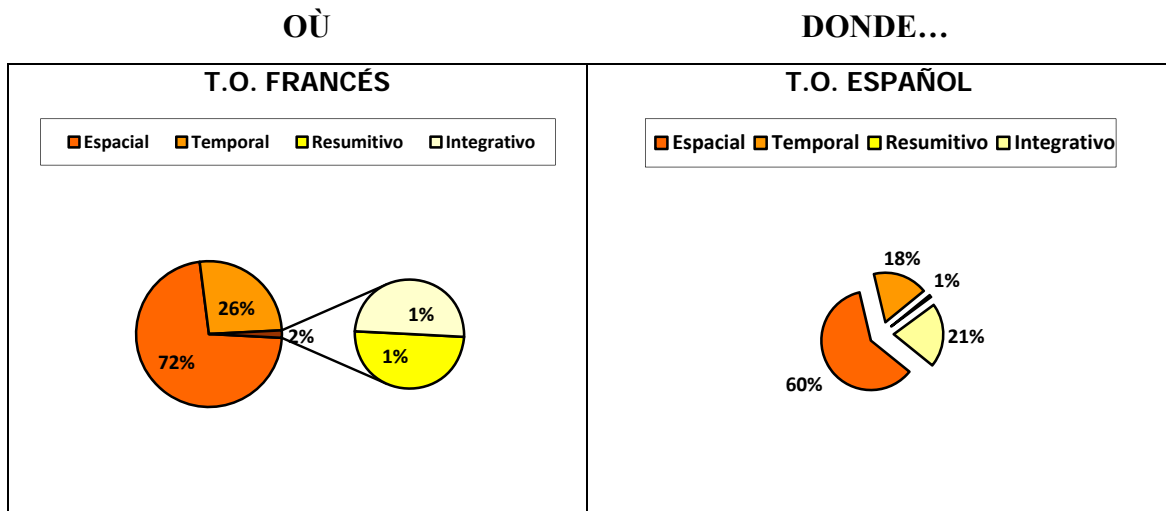 OÙ
DONDE…
T.O. FRANCÉS
Espacial Temporal Resumitivo Integrativo
26%
2%
72%
1%
1%
T.O. ESPAÑOL
Espacial Temporal Resumitivo Integrativo
18%
1%
21%
60%